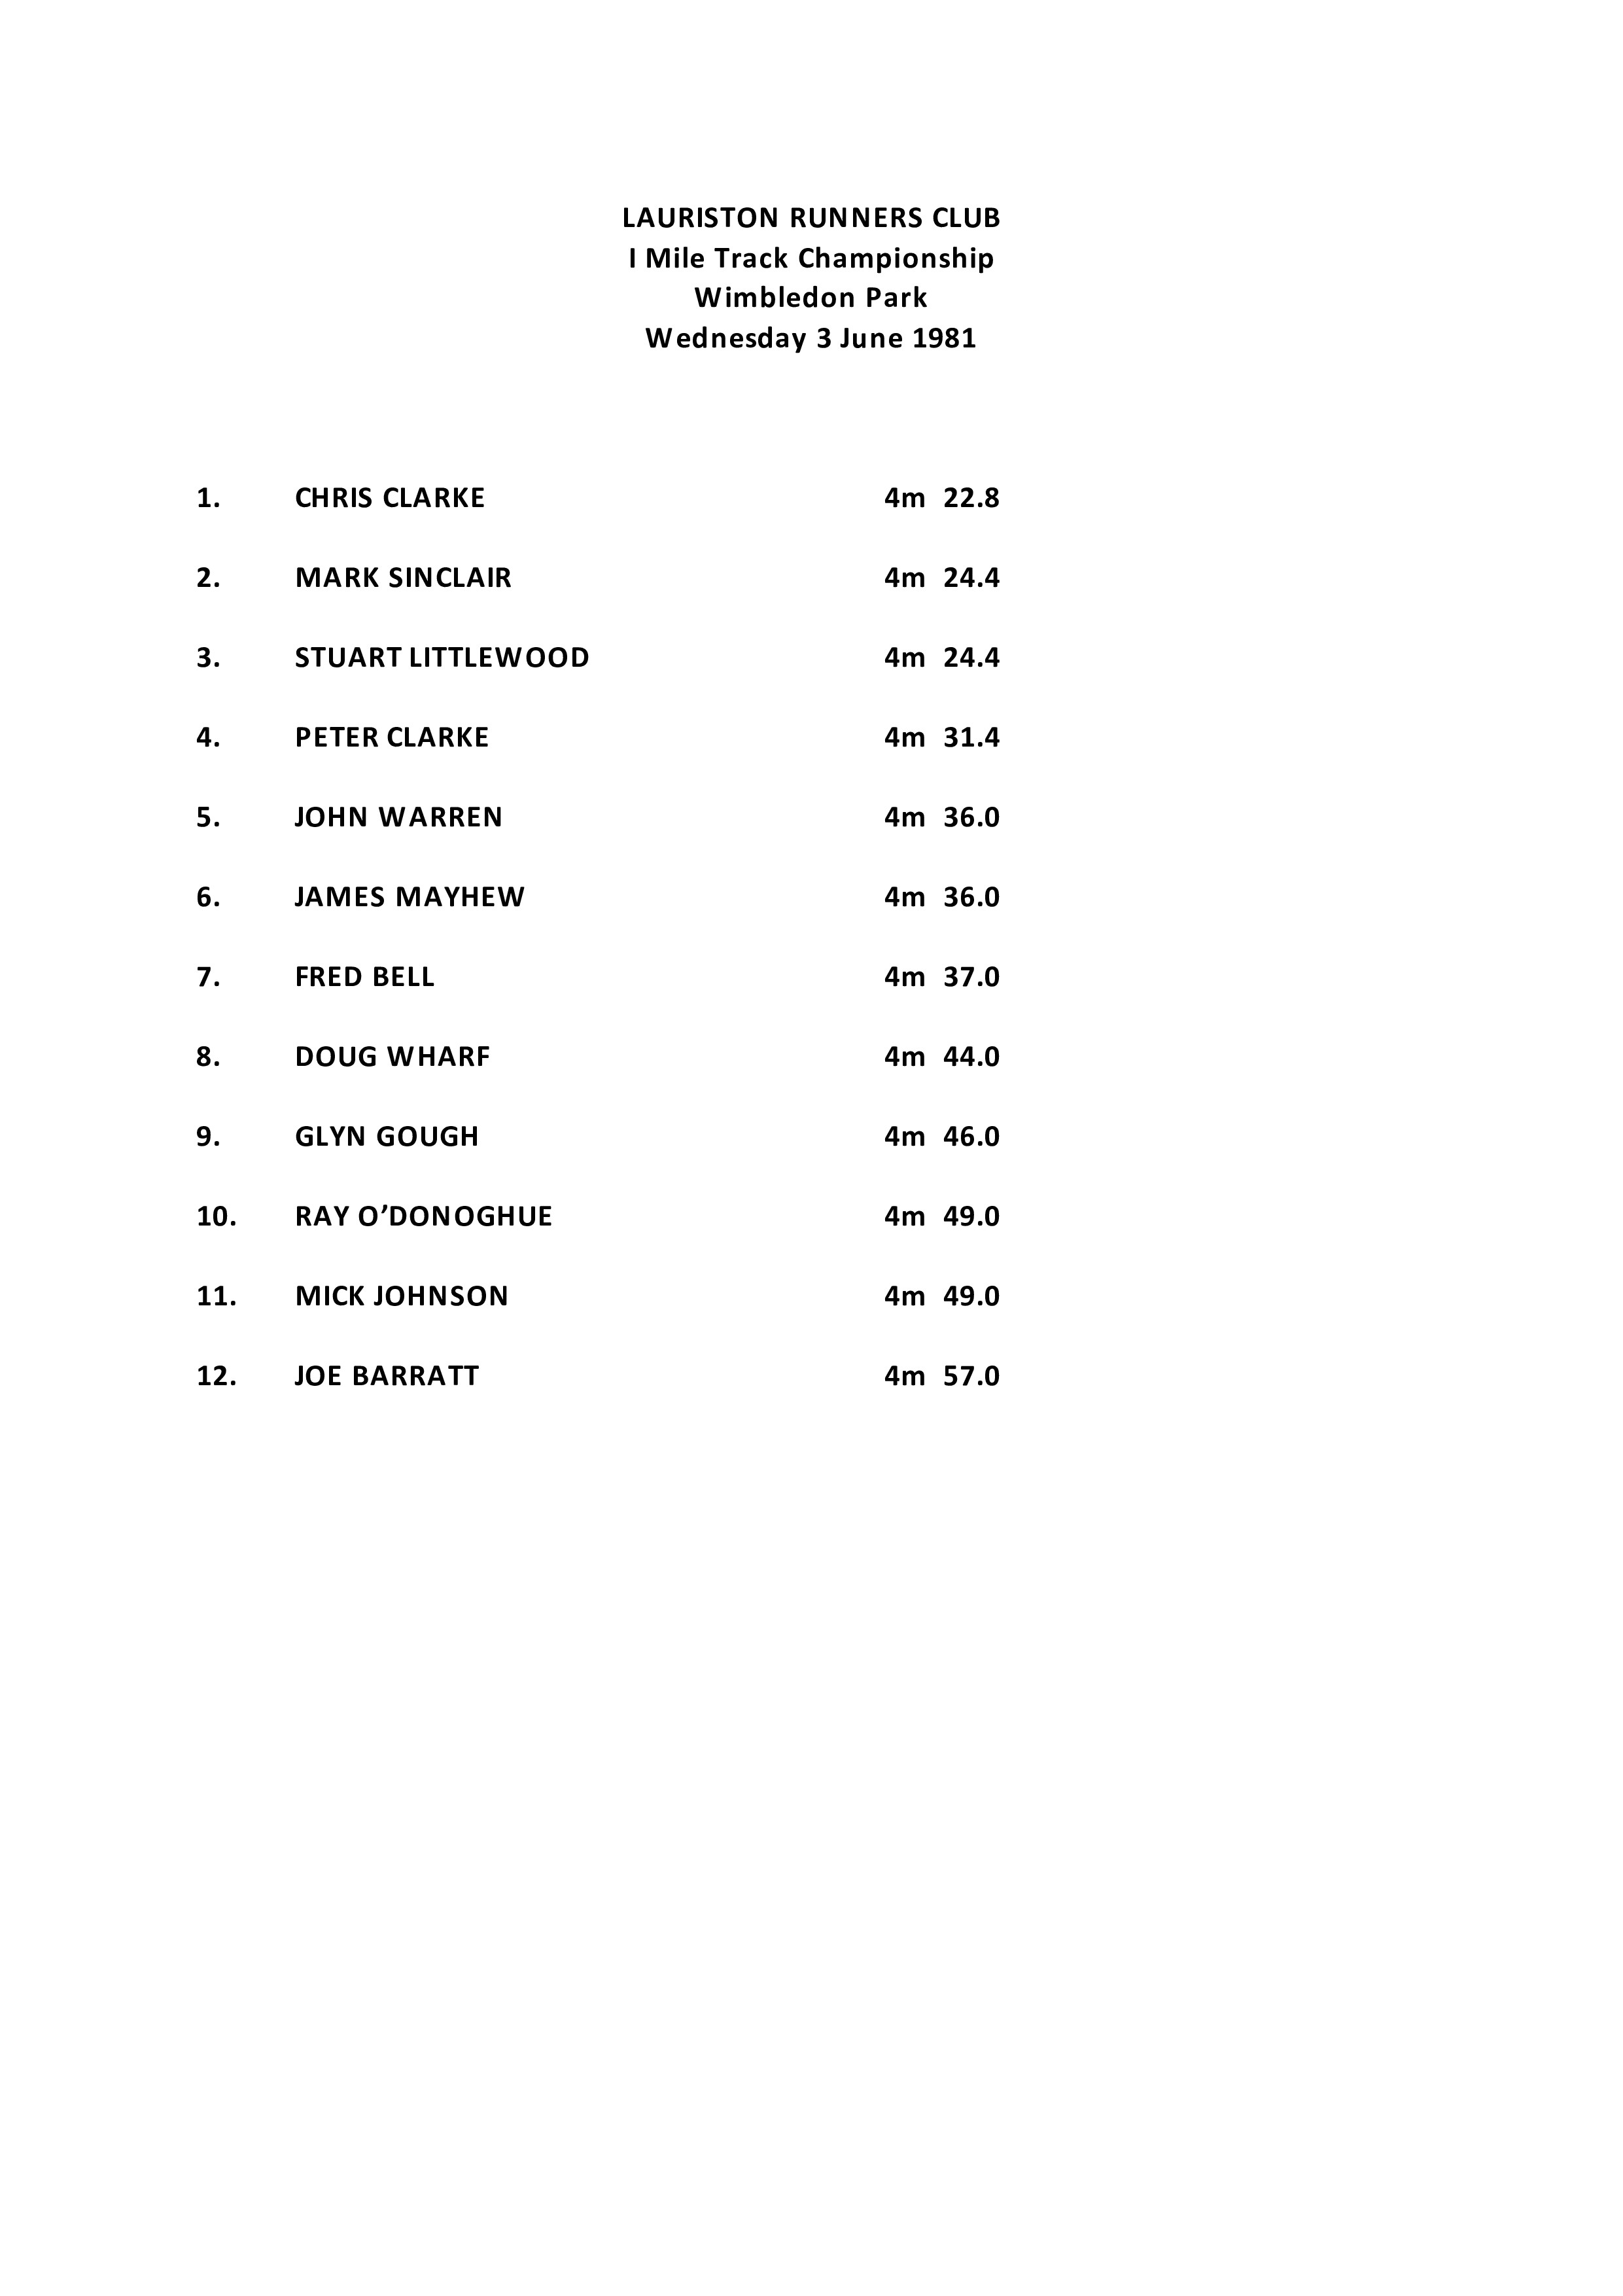 LAURISTON RUNNERS CLUB
I Mile Track Championship
Wimbledon Park
Wednesday 3 June 1981
1. CHRIS CLARKE 4m 22.8
2. MARK SINCLAIR 4m 24.4
3. STUART LITTLEWOOD 4m 24.4
4. PETER CLARKE 4m 31.4
5. JOHN WARREN 4m 36.0
6. JAMES MAYHEW 4m 36.0
7. FRED BELL 4m 37.0
8. DOUG WHARF 4m 44.0
9. GLYN GOUGH 4m 46.0
10. RAY O’DONOGHUE 4m 49.0
11. MICK JOHNSON 4m 49.0
12. JOE BARRATT 4m 57.0